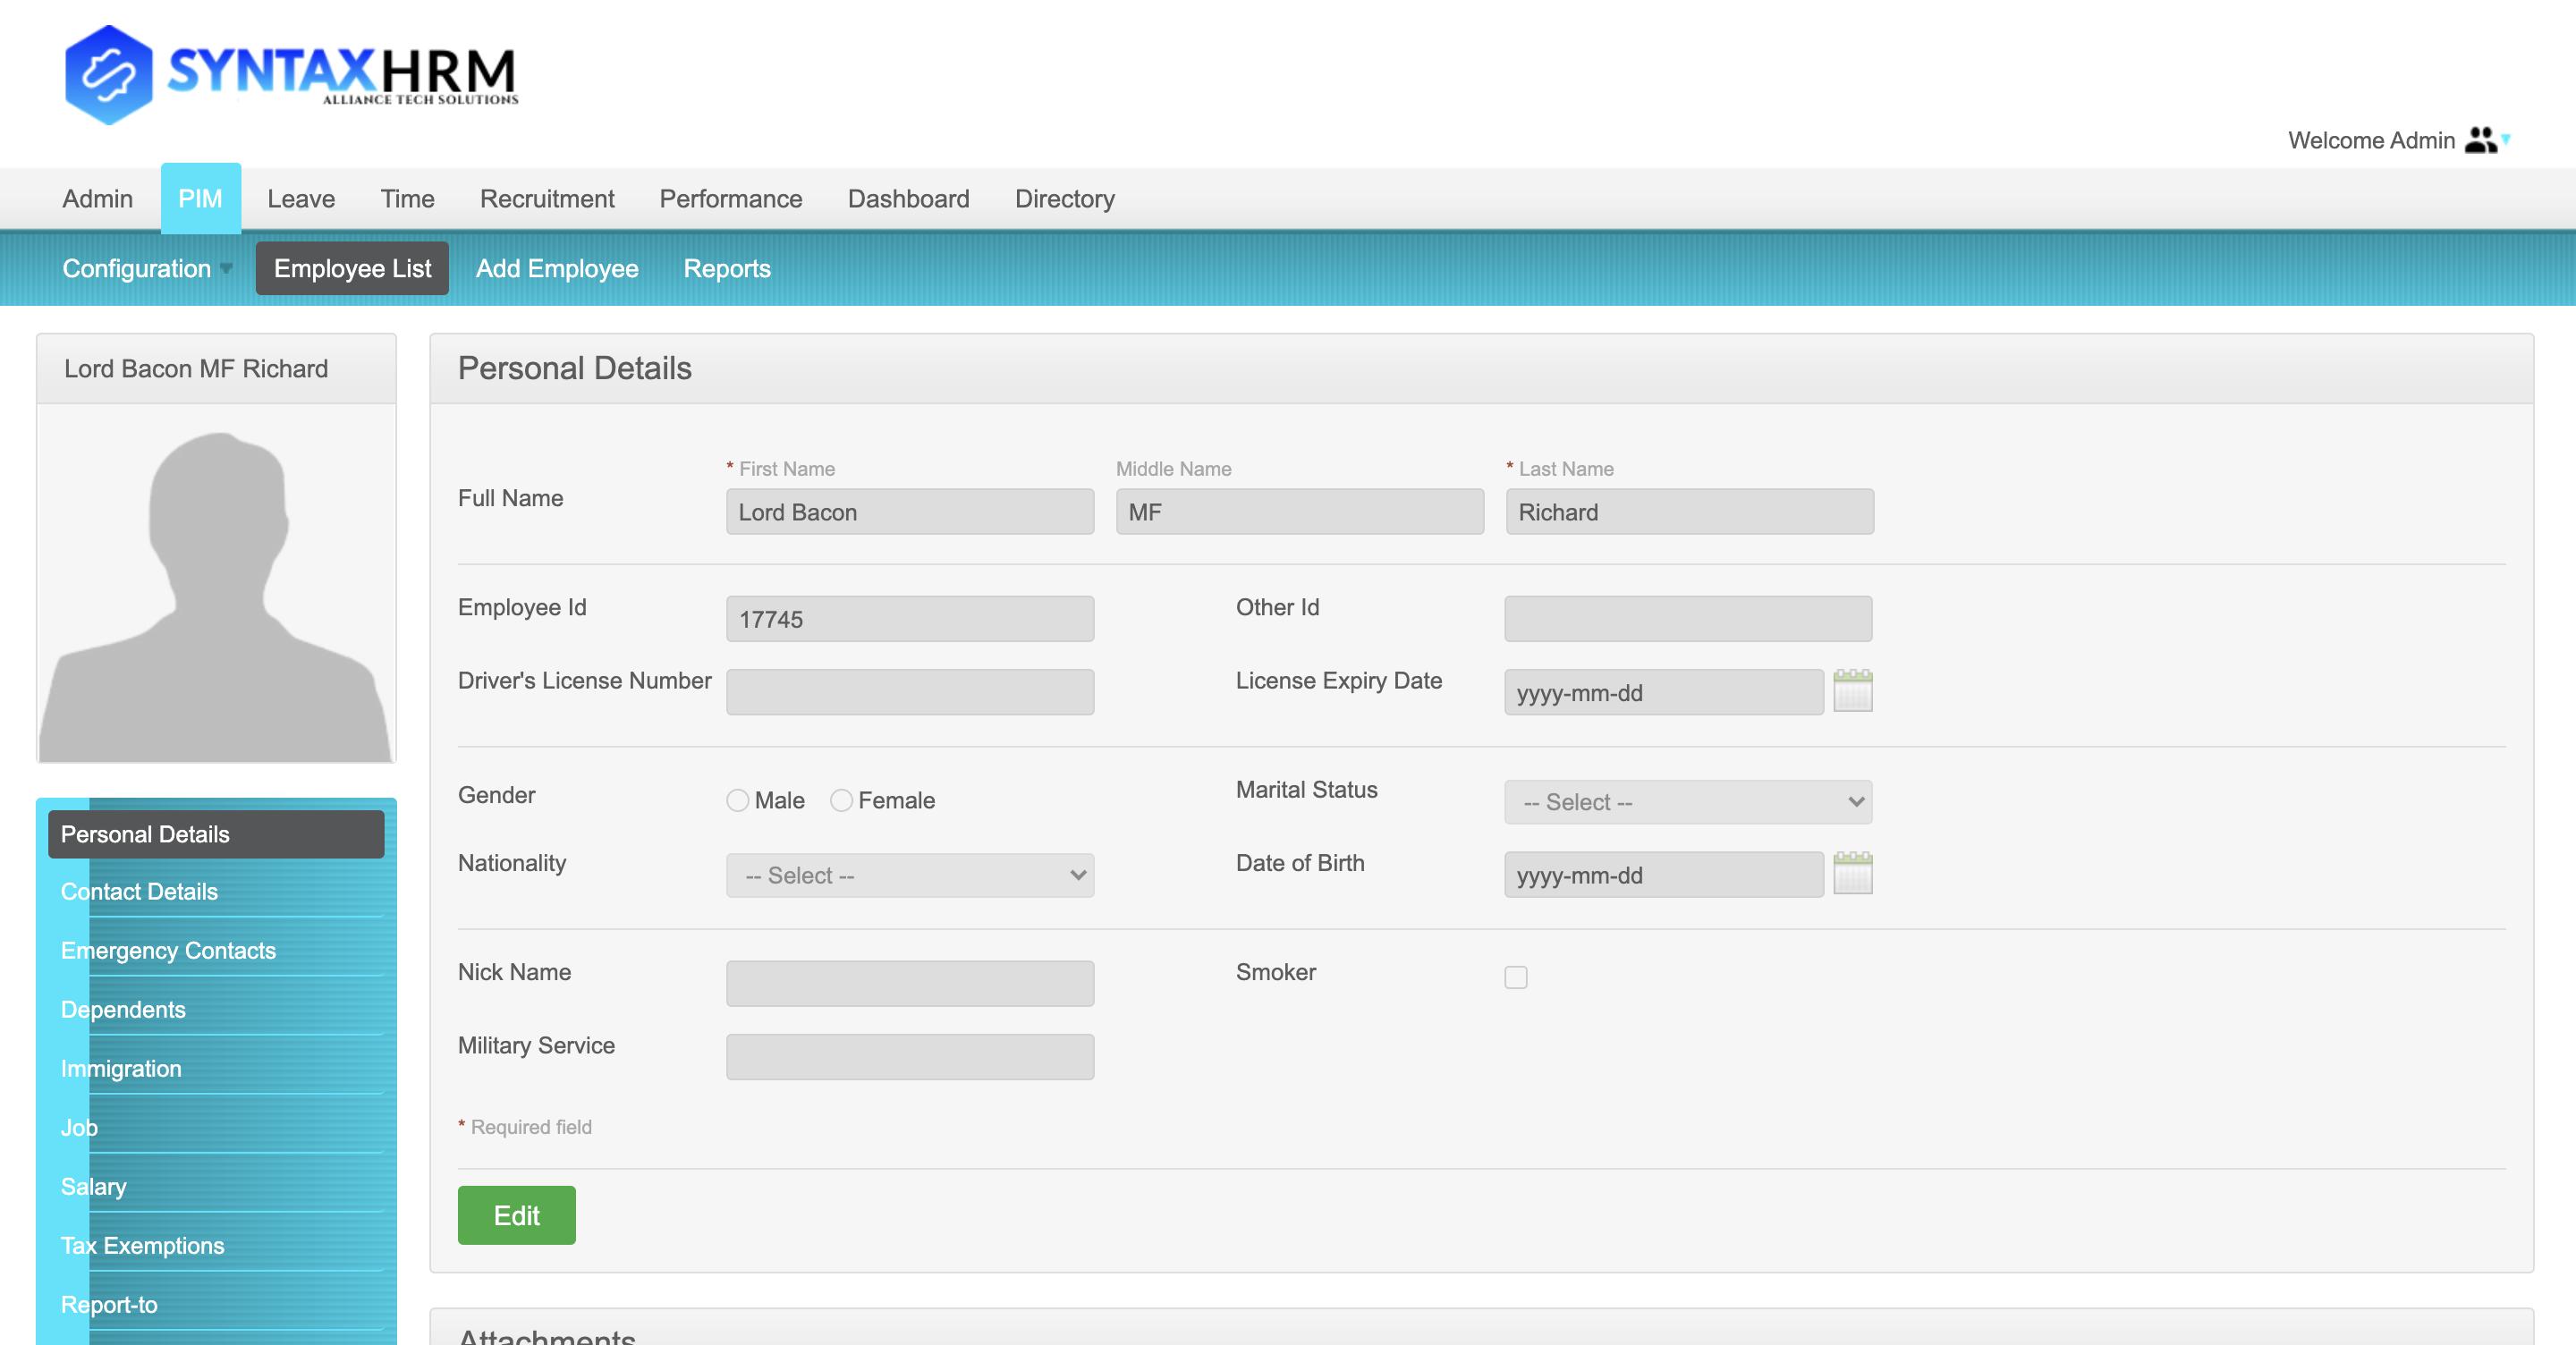 SYNTAXHRM
ALLIANCE TECH SOLUTIONS
Welcome Admin
Admin PIM Leave Time Recruitment Performance Dashboard Directory
Configuration Employee List Add Employee Reports
Lord Bacon MF Richard
Personal Details
Contact Details
Emergency Contacts
Dependents
Immigration
Job
Salary
Tax Exemptions
Report-to
Personal Details
* First Name Middle Name * Last Name
Full Name Lord Bacon MF Richard
Employee Id 17745 Other Id
Driver's License Number License Expiry Date yyyy-mm-dd
Gender Male Female Marital Status -- Select --
Nationality -- Select -- Date of Birth yyyy-mm-dd
Nick Name Smoker
Military Service
* Required field
Edit
Attachments